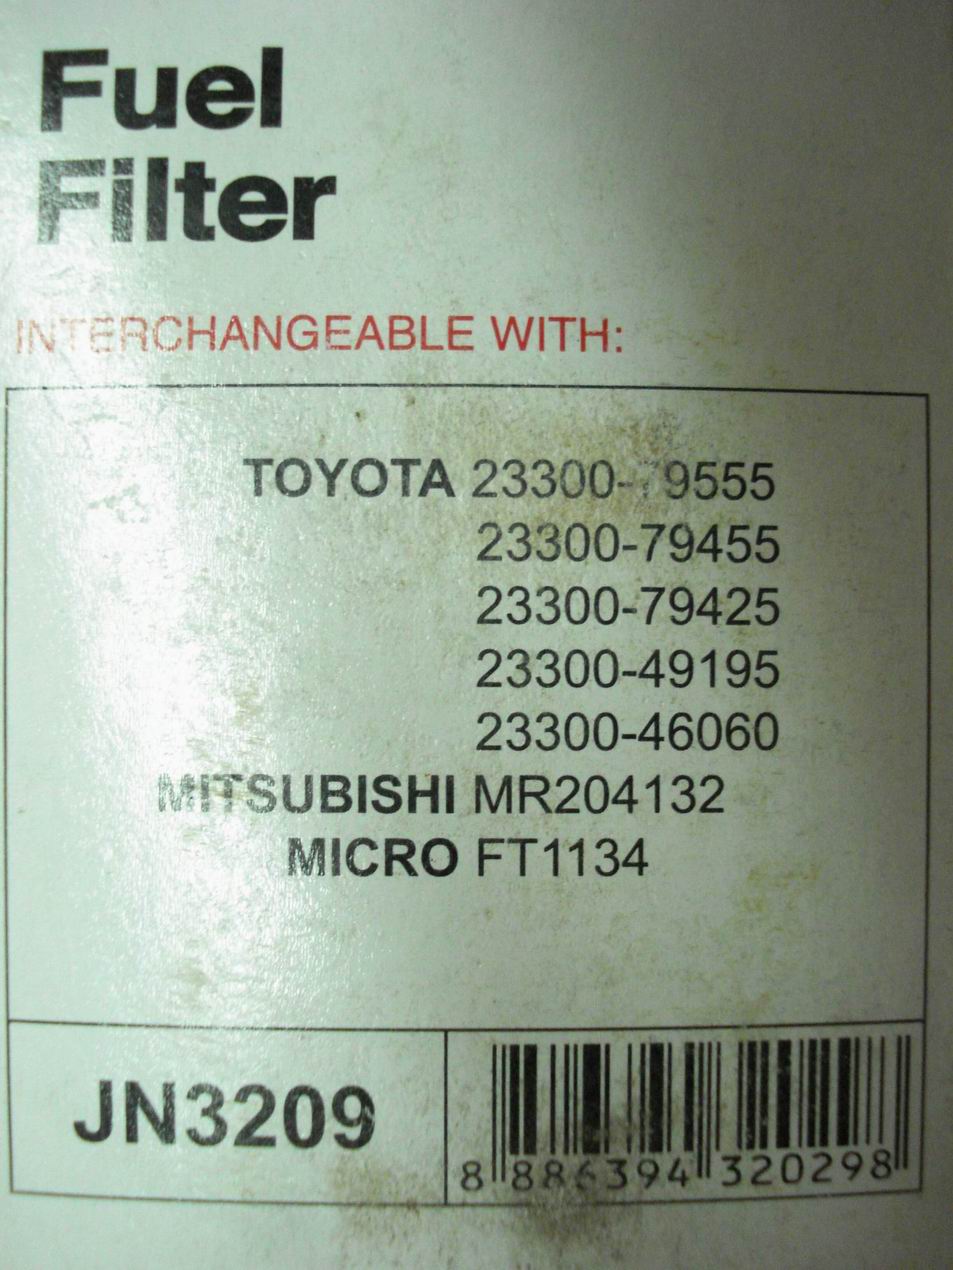 Fuel
Filter
INTERCHANGEABLE WITH:
TOYOTA 23300-79555
23300-79455
23300-79425
23300-49195
23300-46060
MITSUBISHI MR204132
MICRO FT1134
JN3209
8 886394 320298